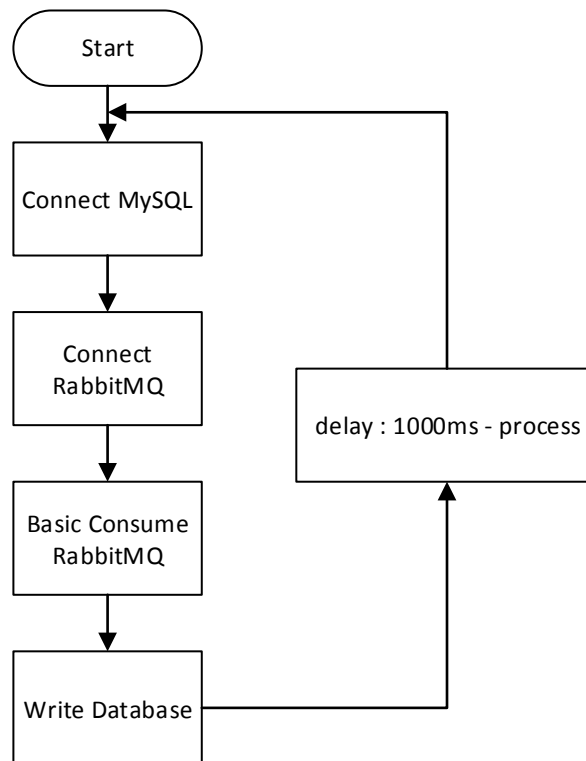 Start
Connect MySQL
Connect
RabbitMQ
Basic Consume
RabbitMQ
Write Database
delay : 1000ms - process